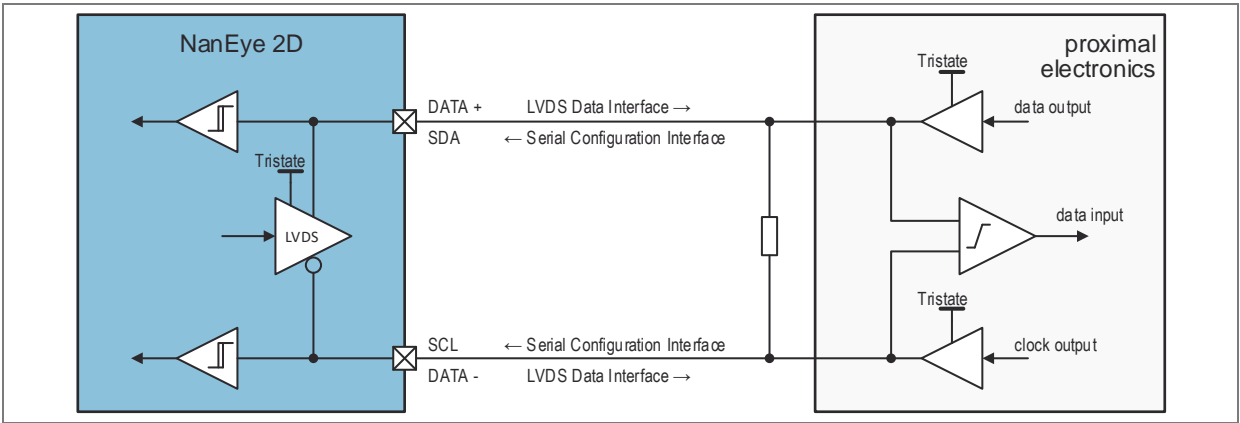 NanEye 2D
proximal
electronics
Tristate
DATA + LVDS Data Interface →
data output
SDA ← Serial Configuration Interface
Tristate
LVDS
data input
Tristate
SCL ← Serial Configuration Interface
clock output
DATA - LVDS Data Interface →